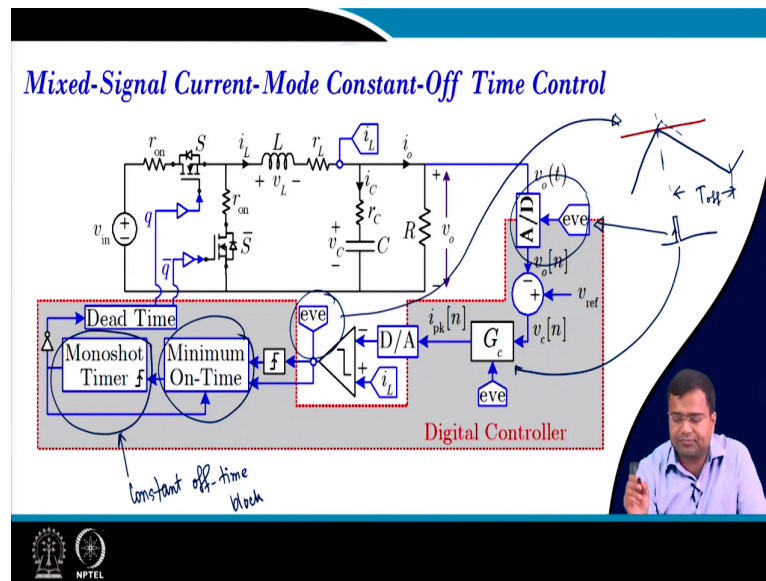 Mixed-Signal Current-Mode Constant-Off Time Control
r_on S i_L L r_L i_L i_o
+ v_L −
i_C
v_o(t)
T_off
q
r_on
r_C
+
v_in
q̄
S̄
+
v_C
−
C
R
v_o
−
A/D
eve
v_o[n]
−
+
v_ref
Dead Time
eve
i_pk[n]
v_c[n]
Monoshot
Timer
Minimum
On-Time
−
+
D/A
G_c
i_L
eve
Digital Controller
Constant off-time
block
NPTEL